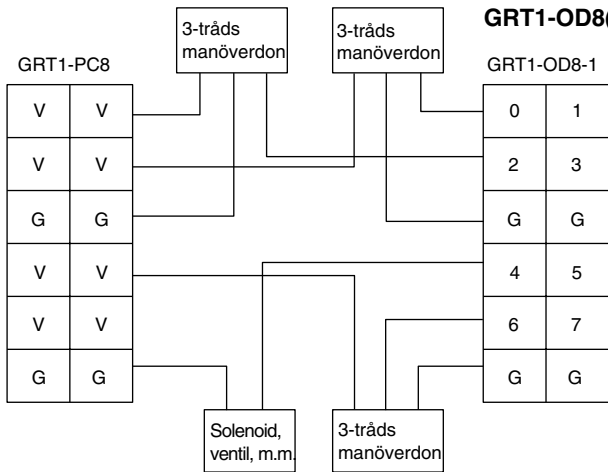 GRT1-OD8(
3-tråds
manöverdon
3-tråds
manöverdon
GRT1-PC8
GRT1-OD8-1
V V
V V
G G
V V
V V
G G
0 1
2 3
G G
4 5
6 7
G G
Solenoid,
ventil, m.m.
3-tråds
manöverdon